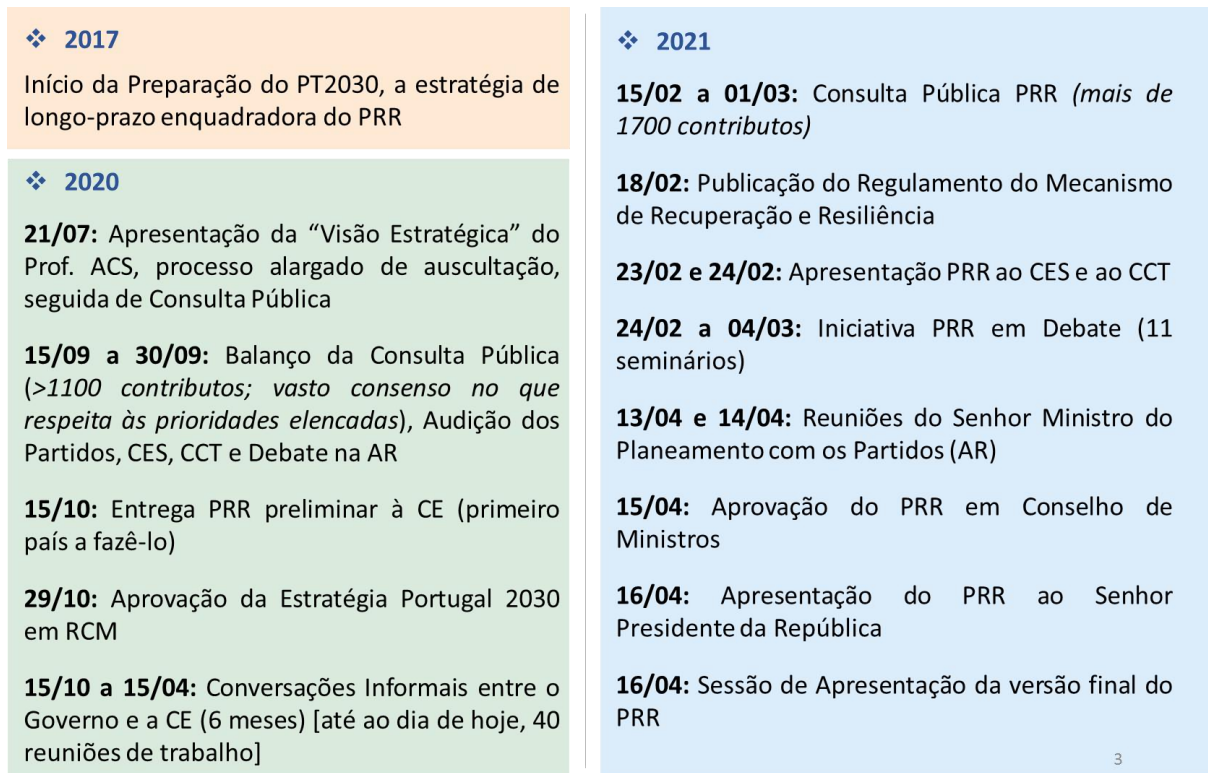 ❖ 2017
Início da Preparação do PT2030, a estratégia de
longo-prazo enquadradora do PRR
❖ 2020
21/07: Apresentação da “Visão Estratégica” do
Prof. ACS, processo alargado de auscultação,
seguida de Consulta Pública
15/09 a 30/09: Balanço da Consulta Pública
(>1100 contributos; vasto consenso no que
respeita às prioridades elencadas), Audição dos
Partidos, CES, CCT e Debate na AR
15/10: Entrega PRR preliminar à CE (primeiro
país a fazê-lo)
29/10: Aprovação da Estratégia Portugal 2030
em RCM
15/10 a 15/04: Conversações Informais entre o
Governo e a CE (6 meses) [até ao dia de hoje, 40
reuniões de trabalho]
❖ 2021
15/02 a 01/03: Consulta Pública PRR (mais de
1700 contributos)
18/02: Publicação do Regulamento do Mecanismo
de Recuperação e Resiliência
23/02 e 24/02: Apresentação PRR ao CES e ao CCT
24/02 a 04/03: Iniciativa PRR em Debate (11
seminários)
13/04 e 14/04: Reuniões do Senhor Ministro do
Planeamento com os Partidos (AR)
15/04: Aprovação do PRR em Conselho de
Ministros
16/04: Apresentação do PRR ao Senhor
Presidente da República
16/04: Sessão de Apresentação da versão final do
PRR
3